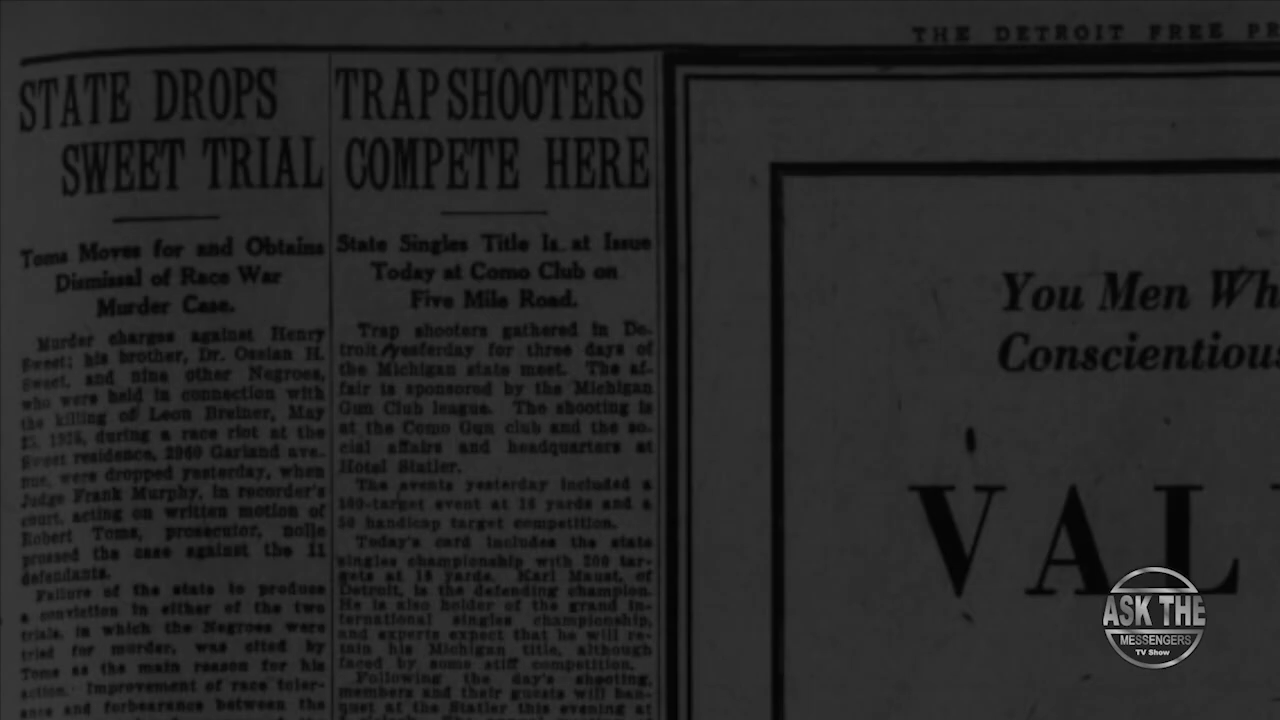 THE DETROIT FREE PR
STATE DROPS
SWEET TRIAL
Toms Moves for and Obtains
Dismissal of Race War
Murder Case.
Murder charges against Henry
Sweet; his brother, Dr. Ossian H.
Sweet, and nine other Negroes,
who were held in connection with
the killing of Leon Breiner, May
1925, during a race riot at the
Sweet residence, 2960 Garland ave-
nue, were dropped yesterday, when
Judge Frank Murphy, in recorder's
court, acting on written motion of
Robert Toms, prosecutor, nolle
prossed the case against the 11
defendants.
Failure of the state to produce
a conviction in either of the two
trials, in which the Negroes were
tried for murder, was cited by
Toms as the main reason for his
action. Improvement of race toler-
ance and forbearance between the
TRAP SHOOTERS
COMPETE HERE
State Singles Title Is at Issue
Today at Como Club on
Five Mile Road.
Trap shooters gathered in De-
troit yesterday for three days of
the Michigan state meet. The af-
fair is sponsored by the Michigan
Gun Club league. The shooting is
at the Como Gun club and the so-
cial affairs and headquarters at
Hotel Statler.
The events yesterday included a
100-target event at 16 yards and a
50 handicap target competition.
Today's card includes the state
singles championship with 200 tar-
gets at 16 yards. Karl Maust, of
Detroit, is the defending champion.
He is also holder of the grand in-
ternational singles championship,
and experts expect that he will re-
tain his Michigan title, although
faced by some stiff competition.
Following the day's shooting,
members and their guests will ban-
quet at the Statler this evening at
You Men Wh
Conscientious
VAL
ASK THE
MESSENGERS
TV Show